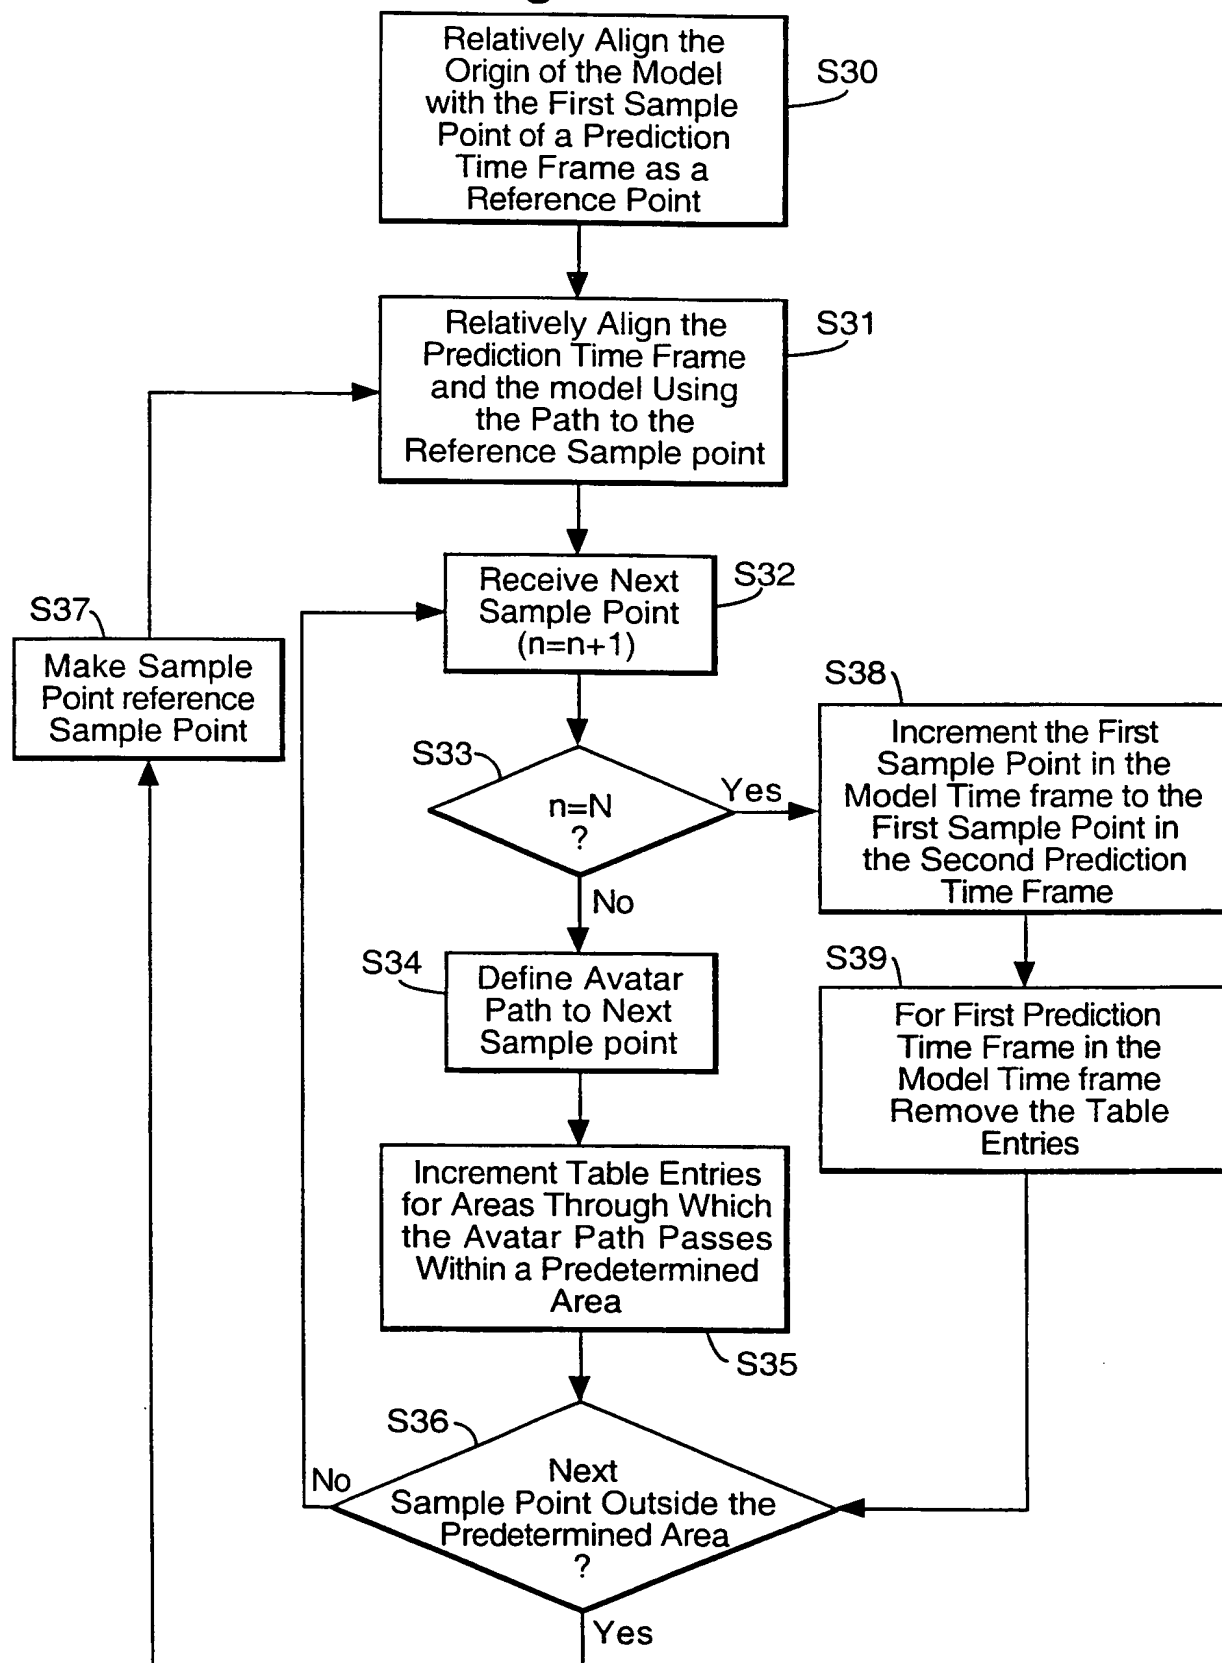 Relatively Align the
Origin of the Model
with the First Sample
Point of a Prediction
Time Frame as a
Reference Point
S30
Relatively Align the
Prediction Time Frame
and the model Using
the Path to the
Reference Sample point
S31
Receive Next
Sample Point
(n=n+1)
S32
S37
Make Sample
Point reference
Sample Point
S33
n=N
?
Yes
No
S38
Increment the First
Sample Point in the
Model Time frame to the
First Sample Point in
the Second Prediction
Time Frame
S34
Define Avatar
Path to Next
Sample point
S39
For First Prediction
Time Frame in the
Model Time frame
Remove the Table
Entries
Increment Table Entries
for Areas Through Which
the Avatar Path Passes
Within a Predetermined
Area
S35
S36
No
Next
Sample Point Outside the
Predetermined Area
?
Yes